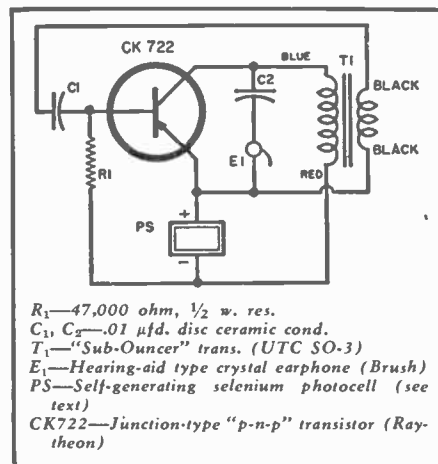 CK 722
C1
R1
BLUE
C2
T1
BLACK
BLACK
E1
RED
PS
+
−
R₁—47,000 ohm, ½ w. res.
C₁, C₂—.01 µfd. disc ceramic cond.
T₁—"Sub-Ouncer" trans. (UTC SO-3)
E₁—Hearing-aid type crystal earphone (Brush)
PS—Self-generating selenium photocell (see
text)
CK722—Junction-type "p-n-p" transistor (Ray-
theon)